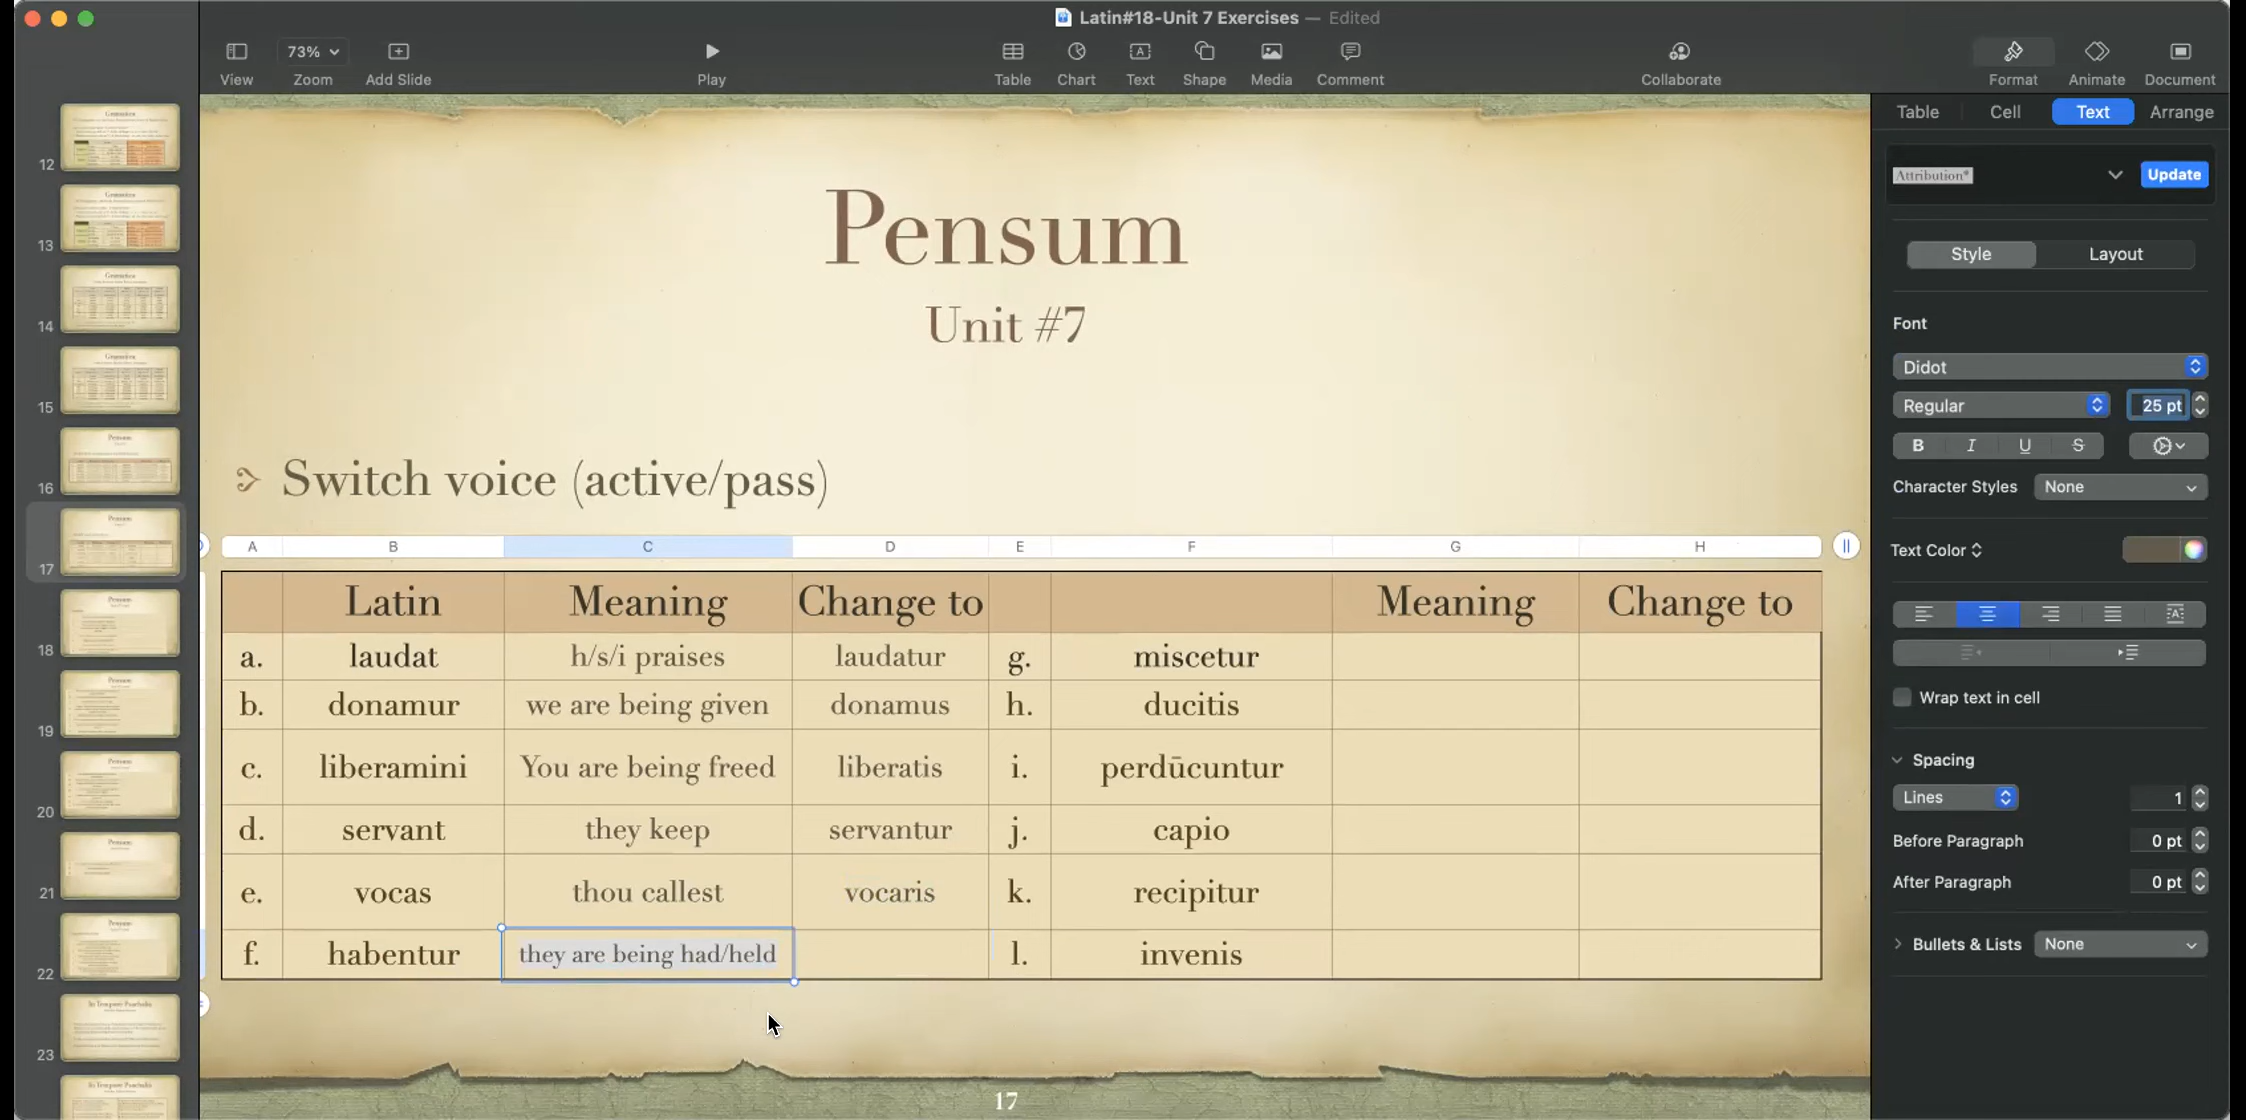 Latin#18-Unit 7 Exercises — Edited
73%
View Zoom Add Slide Play Table Chart Text Shape Media Comment Collaborate Format Animate Document
12
13
14
15
16
17
18
19
20
21
22
23
Pensum
Unit #7
Switch voice (active/pass)
A B C D E F G H
Latin Meaning Change to Meaning Change to
a. laudat h/s/i praises laudatur g. miscetur
b. donamur we are being given donamus h. ducitis
c. liberamini You are being freed liberatis i. perdūcuntur
d. servant they keep servantur j. capio
e. vocas thou callest vocaris k. recipitur
f. habentur they are being had/held l. invenis
17
Table Cell Text Arrange
Attribution* Update
Style Layout
Font
Didot
Regular 25 pt
B I U S
Character Styles None
Text Color
Wrap text in cell
Spacing
Lines 1
Before Paragraph 0 pt
After Paragraph 0 pt
Bullets & Lists None